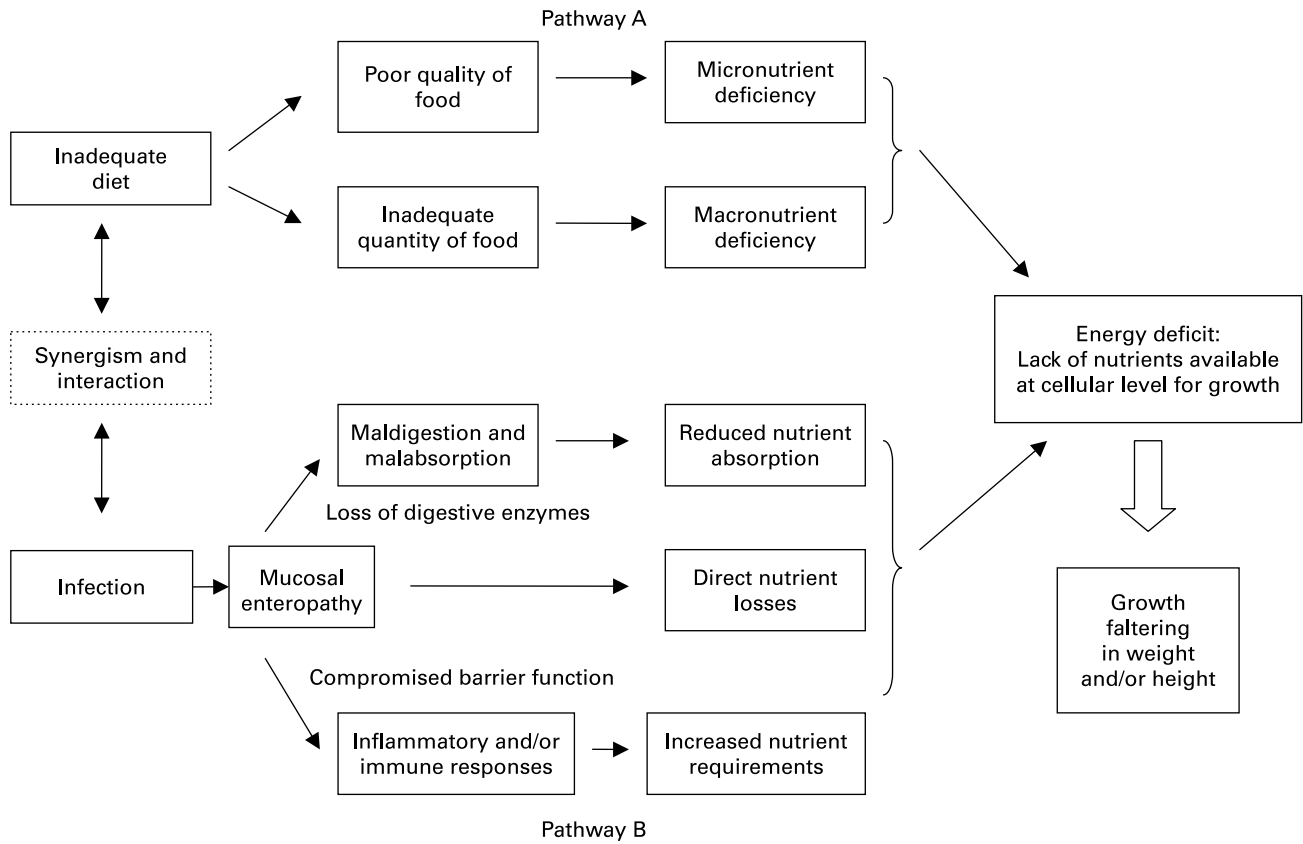 Pathway A
Poor quality of
food
Micronutrient
deficiency
Inadequate
diet
Inadequate
quantity of food
Macronutrient
deficiency
Synergism and
interaction
Energy deficit:
Lack of nutrients available
at cellular level for growth
Maldigestion and
malabsorption
Reduced nutrient
absorption
Loss of digestive enzymes
Infection
Mucosal
enteropathy
Direct nutrient
losses
Growth
faltering
in weight
and/or height
Compromised barrier function
Inflammatory and/or
immune responses
Increased nutrient
requirements
Pathway B